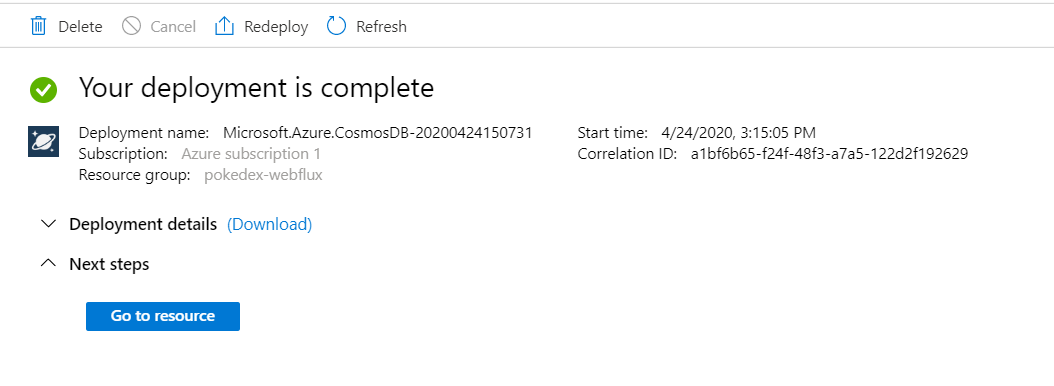 Delete Cancel Redeploy Refresh
Your deployment is complete
Deployment name: Microsoft.Azure.CosmosDB-20200424150731 Start time: 4/24/2020, 3:15:05 PM
Subscription: Azure subscription 1 Correlation ID: a1bf6b65-f24f-48f3-a7a5-122d2f192629
Resource group: pokedex-webflux
Deployment details (Download)
Next steps
Go to resource